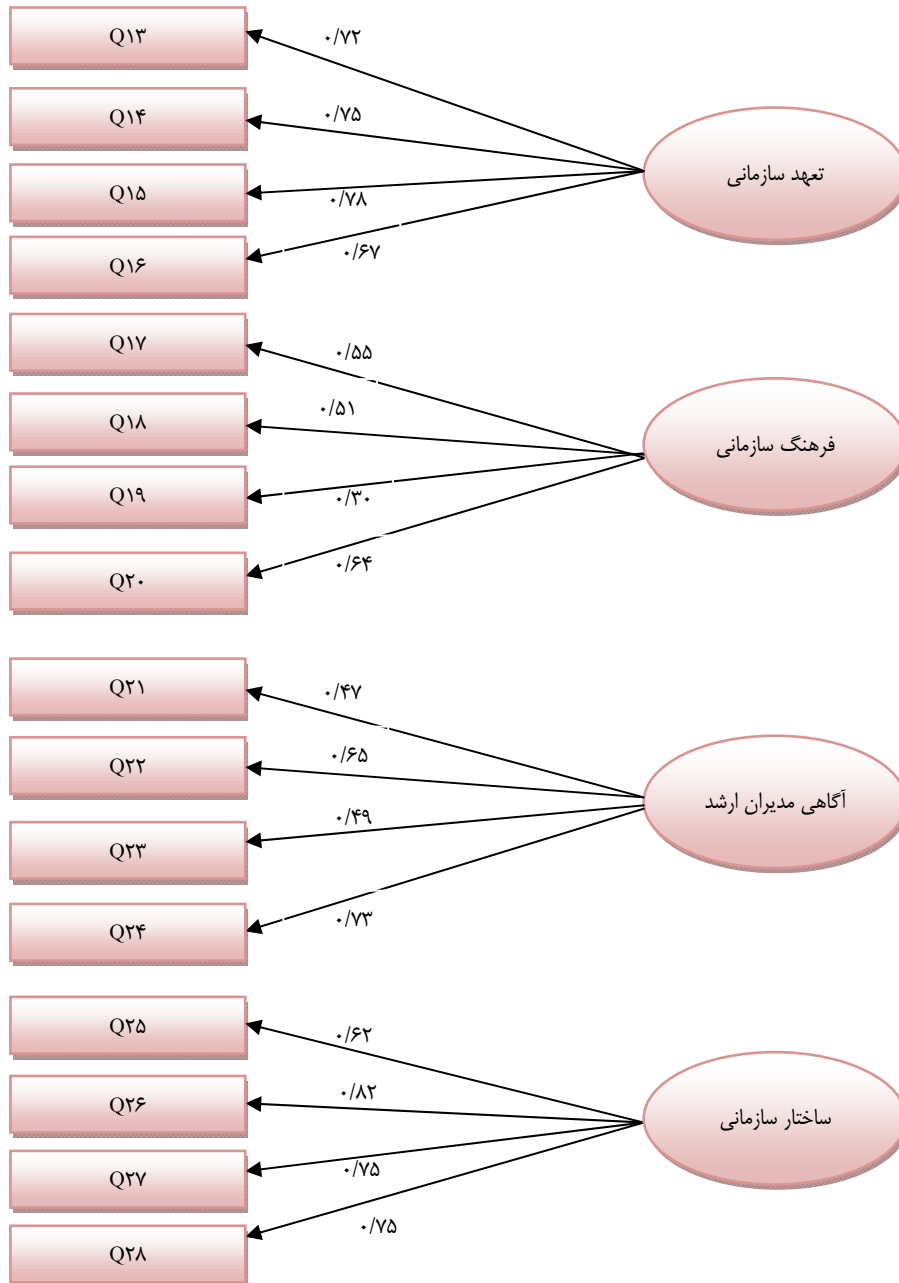 Q۱۳
۰/۷۲
Q۱۴
۰/۷۵
تعهد سازمانی
Q۱۵
۰/۷۸
Q۱۶
۰/۶۷
Q۱۷
۰/۵۵
Q۱۸
۰/۵۱
فرهنگ سازمانی
Q۱۹
۰/۳۰
Q۲۰
۰/۶۴
Q۲۱
۰/۴۷
Q۲۲
۰/۶۵
آگاهی مدیران ارشد
Q۲۳
۰/۴۹
Q۲۴
۰/۷۳
Q۲۵
۰/۶۲
Q۲۶
۰/۸۲
ساختار سازمانی
Q۲۷
۰/۷۵
Q۲۸
۰/۷۵